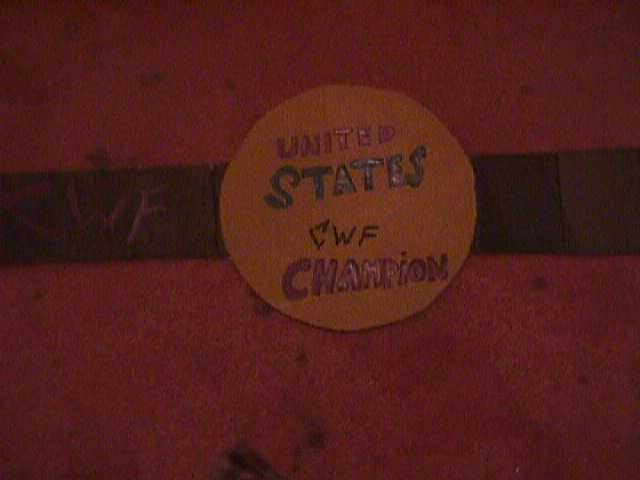 UNITED
STATES
CWF
CHAMPiON
CWF